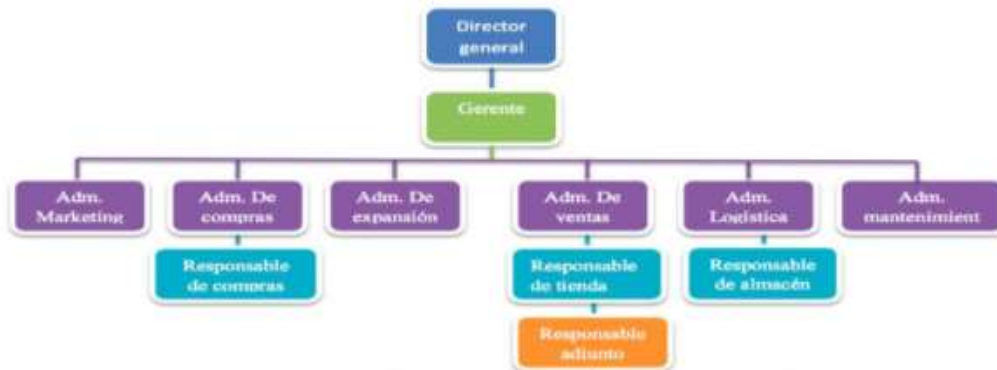 Director
general
Gerente
Adm.
Marketing
Adm. De
compras
Adm. De
expansión
Adm. De
ventas
Adm.
Logística
Adm.
mantenimient
Responsable
de compras
Responsable
de tienda
Responsable
de almacén
Responsable
adjunto